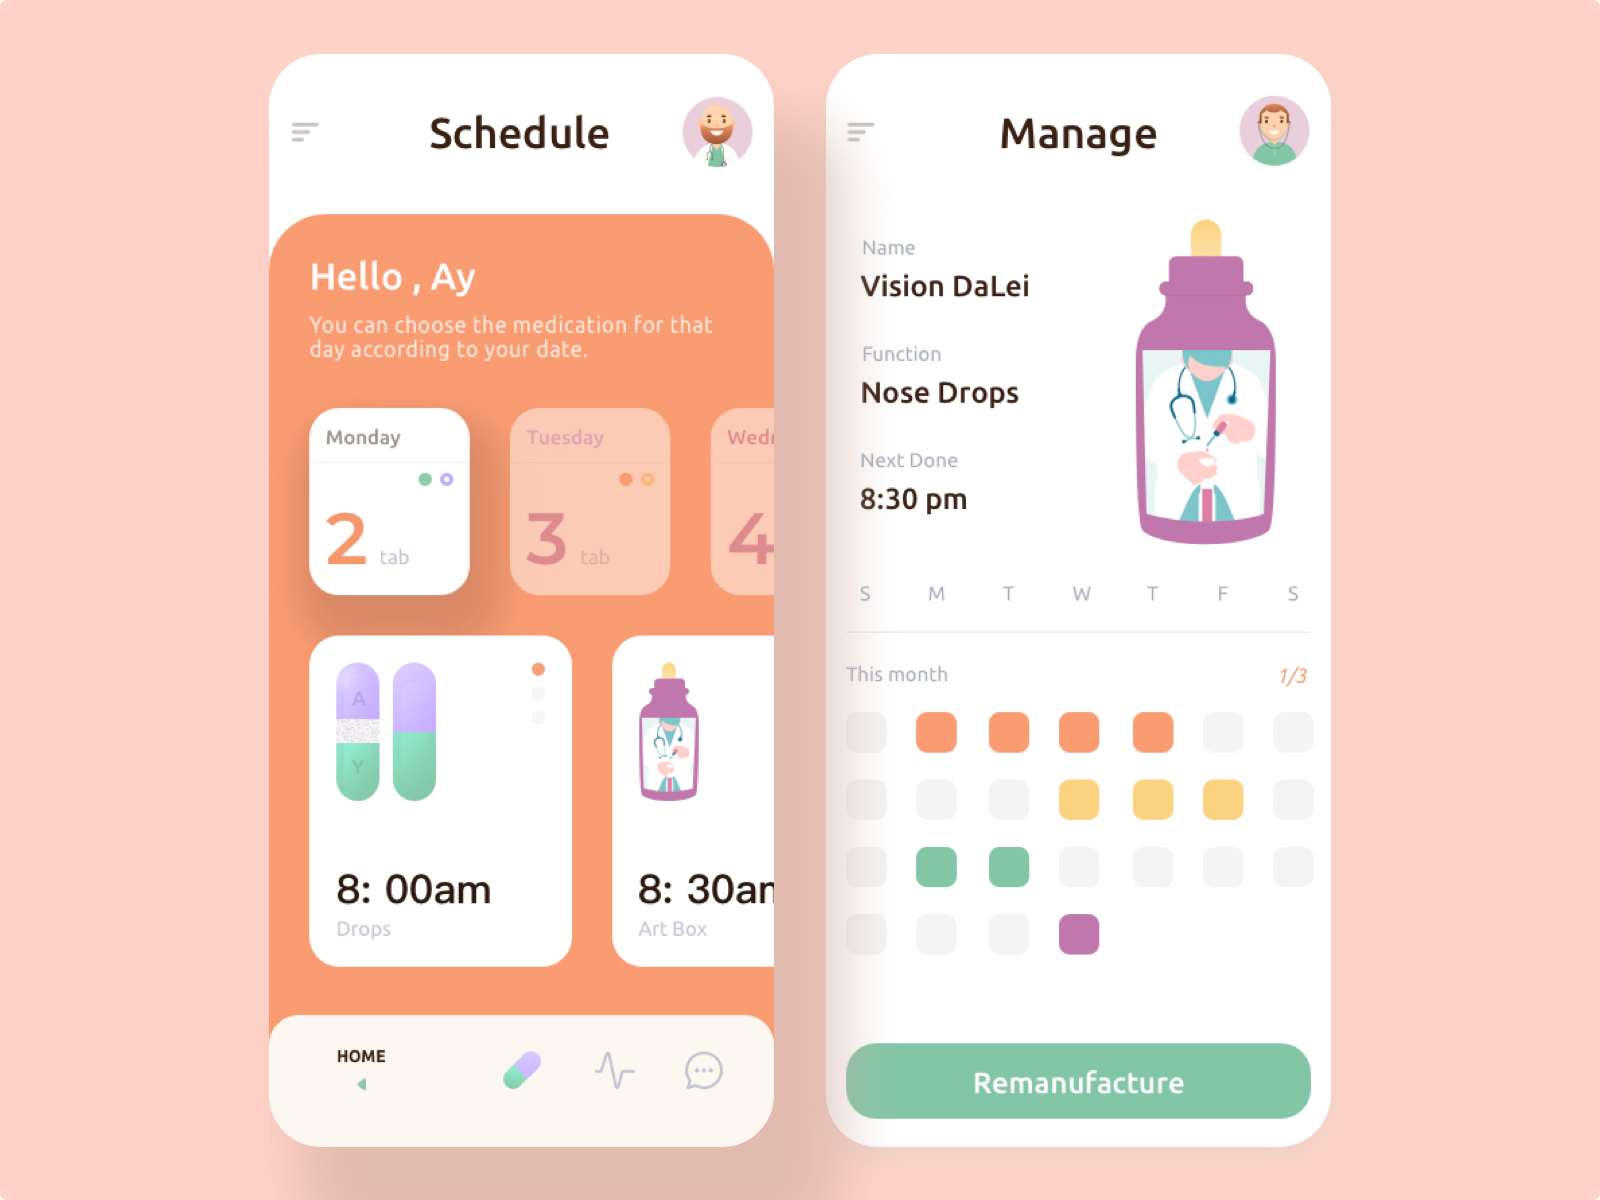 Schedule
Hello , Ay
You can choose the medication for that
day according to your date.
Monday
2 tab
Tuesday
3 tab
Wedn
4
A
Y
8: 00am
Drops
8: 30am
Art Box
HOME
Manage
Name
Vision DaLei
Function
Nose Drops
Next Done
8:30 pm
S M T W T F S
This month 1/3
Remanufacture